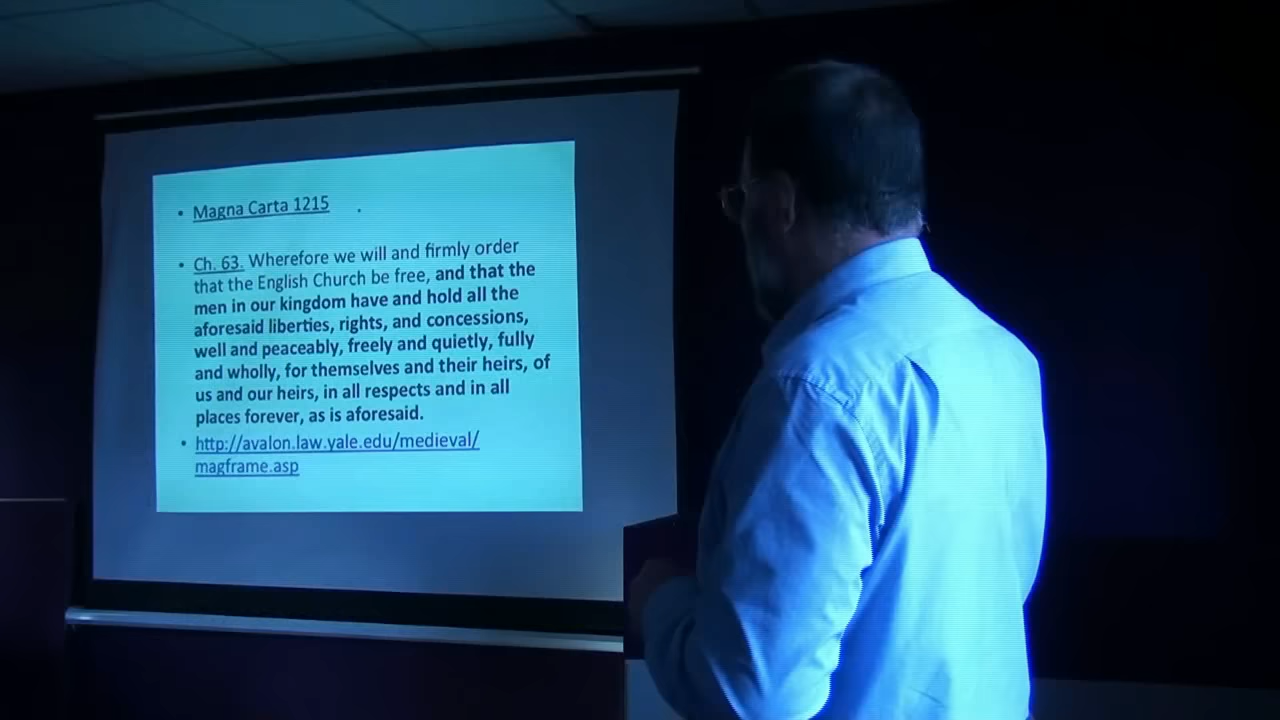 • Magna Carta 1215 .
• Ch. 63. Wherefore we will and firmly order
that the English Church be free, and that the
men in our kingdom have and hold all the
aforesaid liberties, rights, and concessions,
well and peaceably, freely and quietly, fully
and wholly, for themselves and their heirs, of
us and our heirs, in all respects and in all
places forever, as is aforesaid.
• http://avalon.law.yale.edu/medieval/
magframe.asp